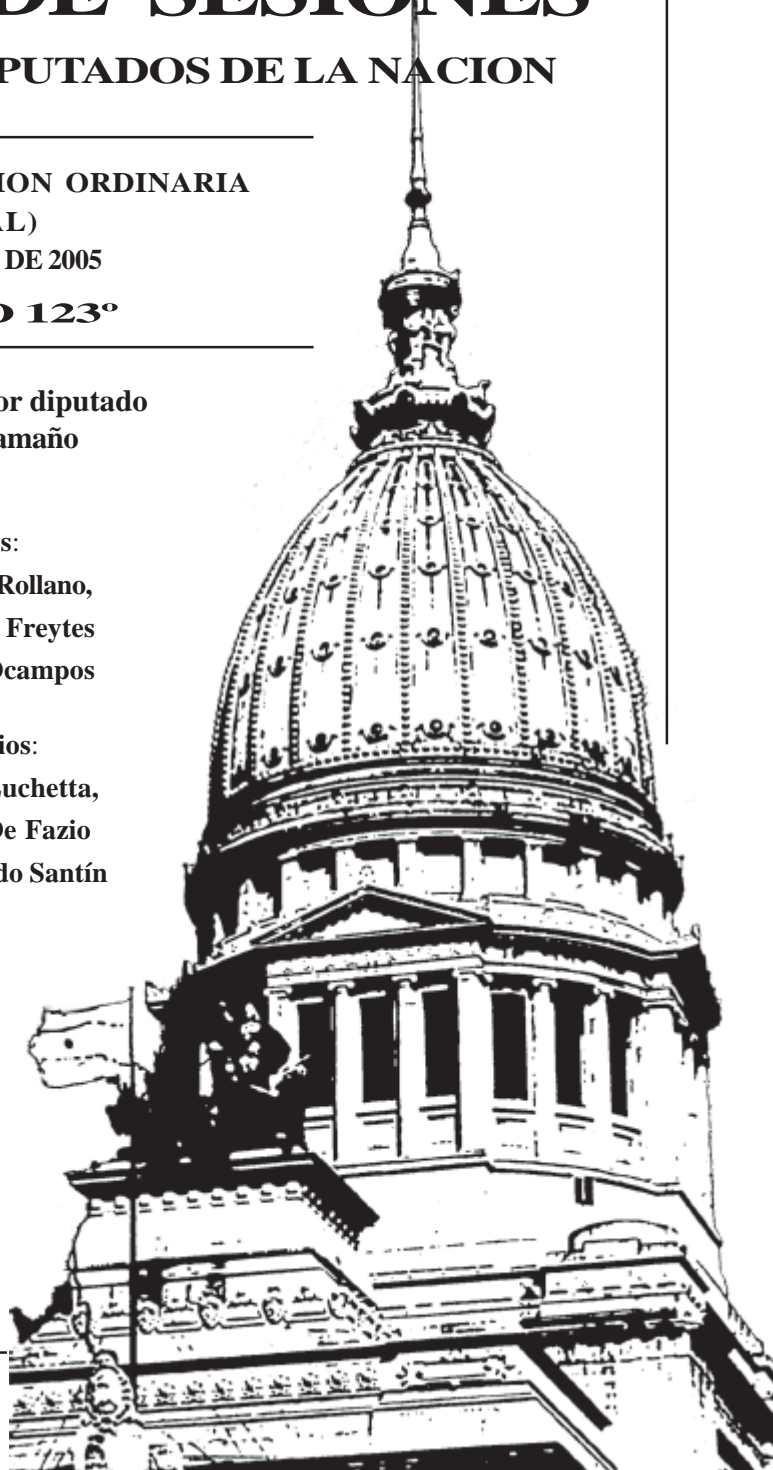 DE SESIONES
PUTADOS DE LA NACION
ION ORDINARIA
AL)
DE 2005
O 123º
or diputado
amaño
s:
Rollano,
Freytes
Ocampos
ios:
Luchetta,
De Fazio
do Santín